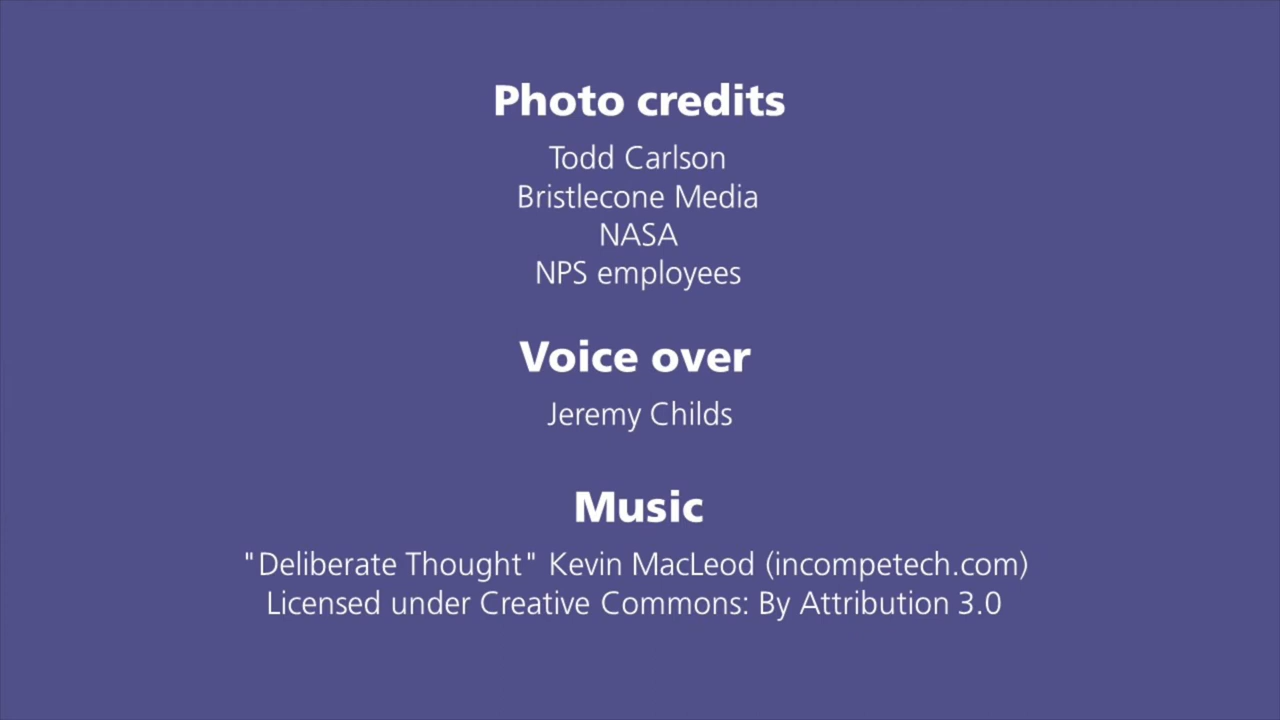 Photo credits
Todd Carlson
Bristlecone Media
NASA
NPS employees
Voice over
Jeremy Childs
Music
"Deliberate Thought" Kevin MacLeod (incompetech.com)
Licensed under Creative Commons: By Attribution 3.0